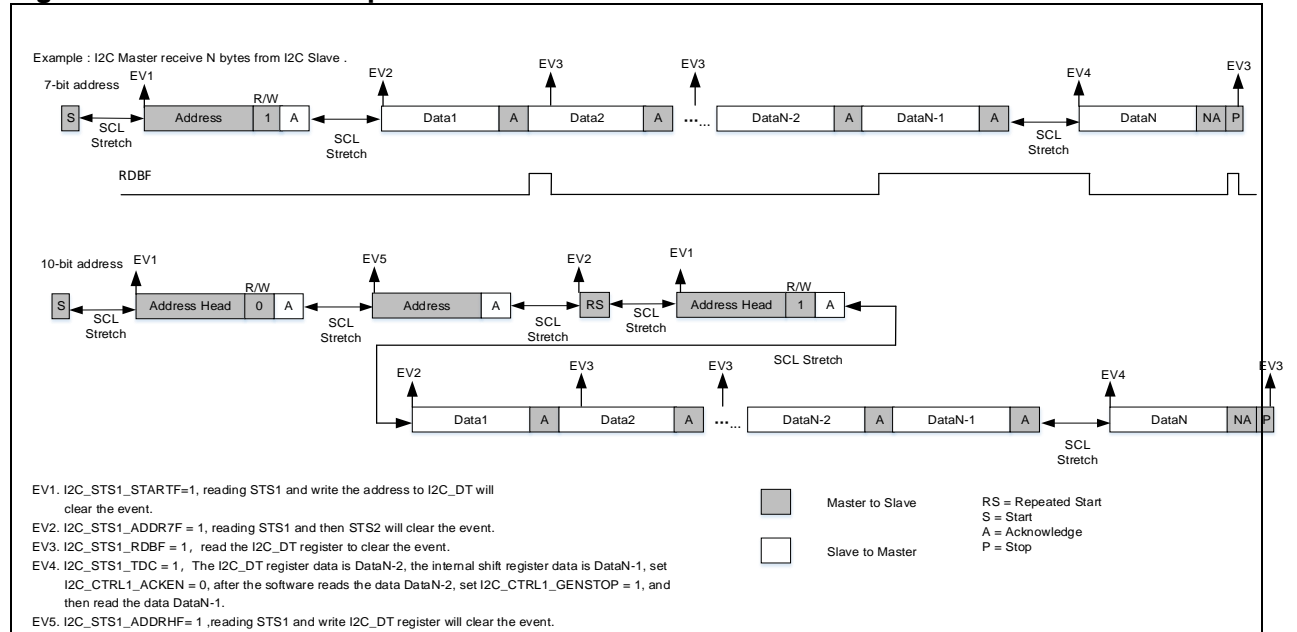 Example : I2C Master receive N bytes from I2C Slave .
7-bit address
EV1
EV2
EV3
EV3
EV4
EV3
R/W
S
Address
1
A
Data1
A
Data2
A
...
...
DataN-2
A
DataN-1
A
DataN
NA
P
SCL
Stretch
SCL
Stretch
SCL
Stretch
RDBF
10-bit address
EV1
EV5
EV2
EV1
R/W
R/W
S
Address Head
0
A
Address
A
RS
Address Head
1
A
SCL
Stretch
SCL
Stretch
SCL
Stretch
SCL
Stretch
SCL Stretch
EV2
EV3
EV3
EV4
EV3
Data1
A
Data2
A
...
...
DataN-2
A
DataN-1
A
DataN
NA
P
SCL
Stretch
EV1. I2C_STS1_STARTF=1, reading STS1 and write the address to I2C_DT will
clear the event.
EV2. I2C_STS1_ADDR7F = 1, reading STS1 and then STS2 will clear the event.
EV3. I2C_STS1_RDBF = 1, read the I2C_DT register to clear the event.
EV4. I2C_STS1_TDC = 1, The I2C_DT register data is DataN-2, the internal shift register data is DataN-1, set
I2C_CTRL1_ACKEN = 0, after the software reads the data DataN-2, set I2C_CTRL1_GENSTOP = 1, and
then read the data DataN-1.
EV5. I2C_STS1_ADDRHF= 1 ,reading STS1 and write I2C_DT register will clear the event.
Master to Slave
Slave to Master
RS = Repeated Start
S = Start
A = Acknowledge
P = Stop